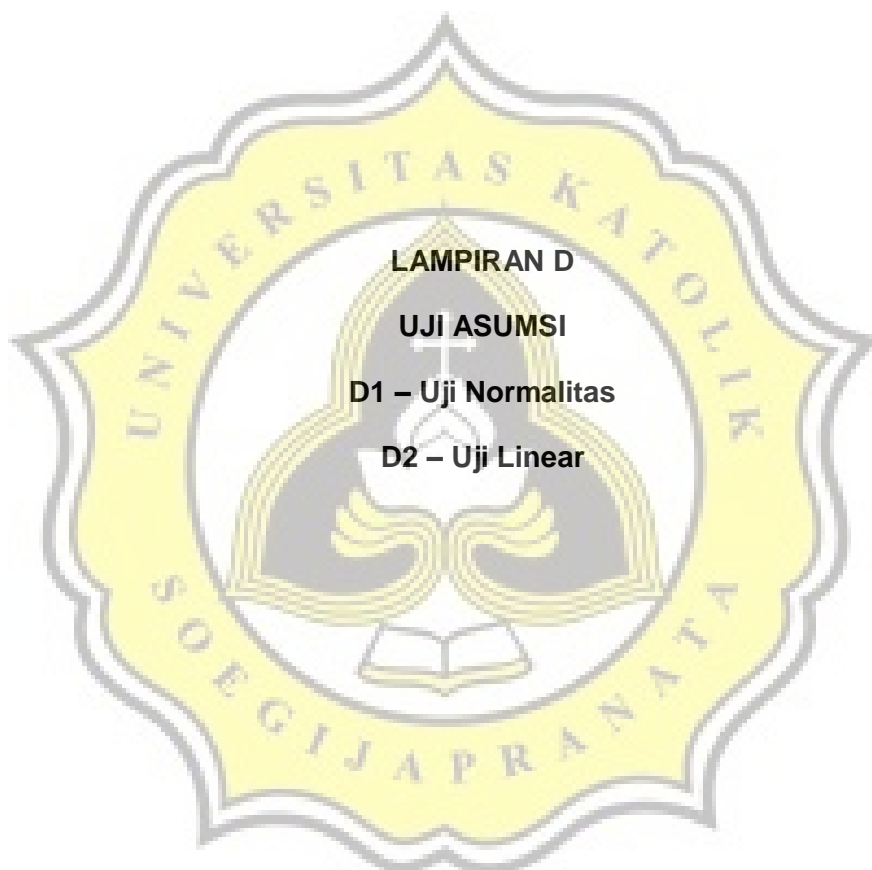 UNIVERSITAS KATOLIK
LAMPIRAN D
UJI ASUMSI
D1 – Uji Normalitas
D2 – Uji Linear
SOEGIJAPRANATA